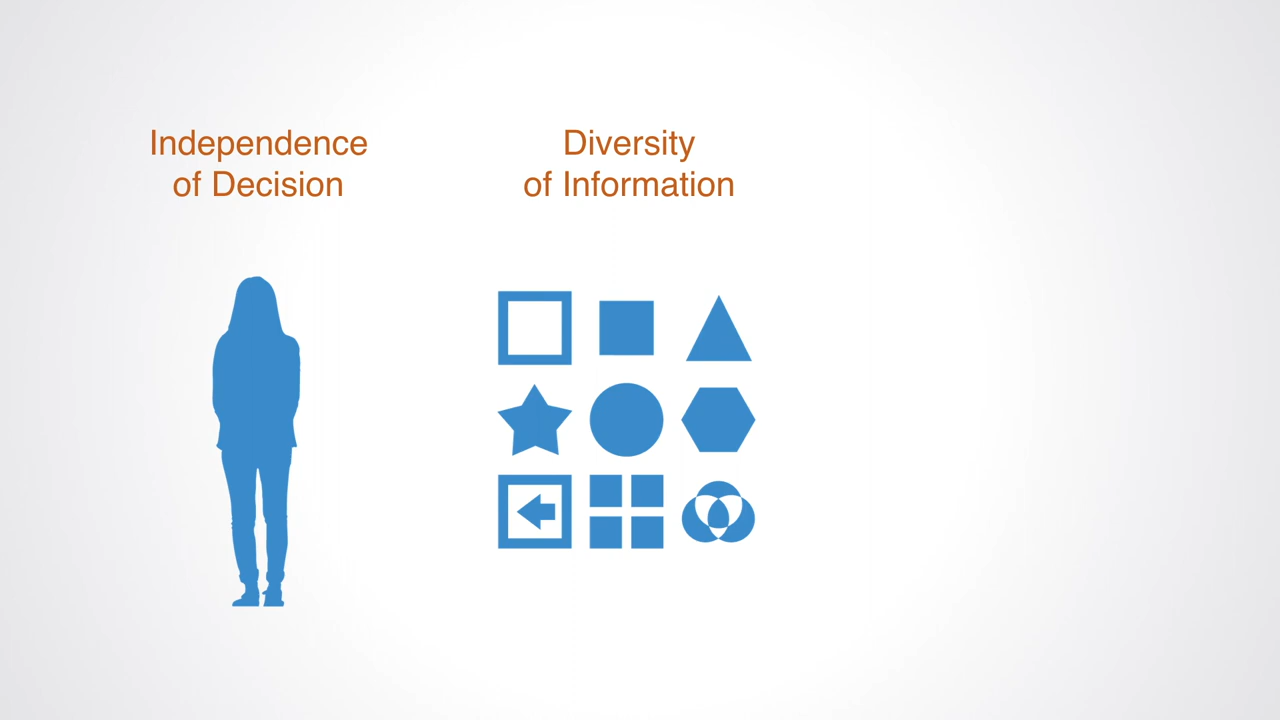 Independence
of Decision
Diversity
of Information